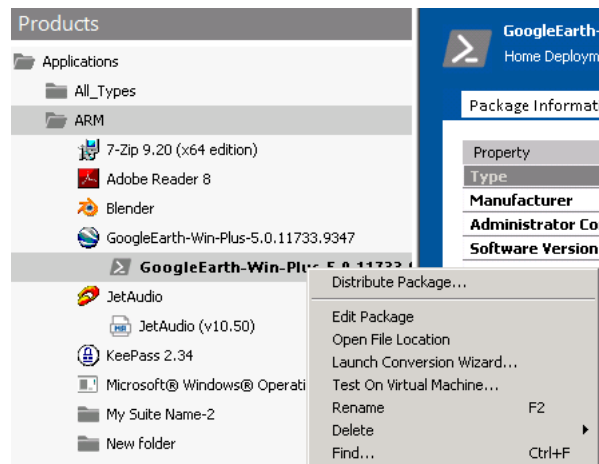 Products
Applications
All_Types
ARM
7-Zip 9.20 (x64 edition)
Adobe Reader 8
Blender
GoogleEarth-Win-Plus-5.0.11733.9347
GoogleEarth-Win-Plus-5.0.11733.
JetAudio
JetAudio (v10.50)
KeePass 2.34
Microsoft® Windows® Operati
My Suite Name-2
New folder
GoogleEarth-
Home Deploym
Package Informat
Property
Type
Manufacturer
Administrator Co
Software Version
Distribute Package...
Edit Package
Open File Location
Launch Conversion Wizard...
Test On Virtual Machine...
Rename F2
Delete
Find... Ctrl+F